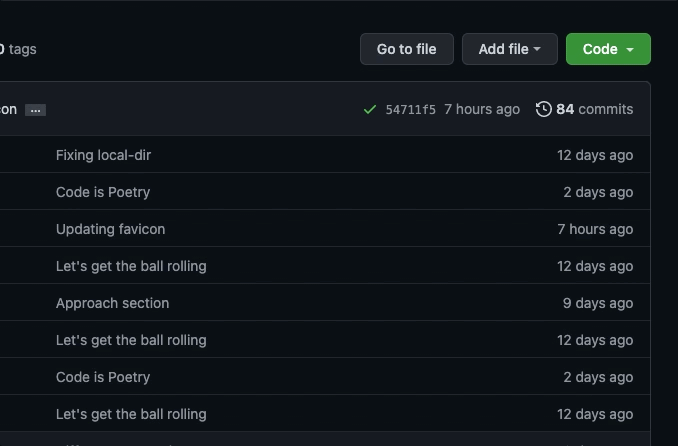 0 tags Go to file Add file Code
con ... 54711f5 7 hours ago 84 commits
Fixing local-dir 12 days ago
Code is Poetry 2 days ago
Updating favicon 7 hours ago
Let's get the ball rolling 12 days ago
Approach section 9 days ago
Let's get the ball rolling 12 days ago
Code is Poetry 2 days ago
Let's get the ball rolling 12 days ago